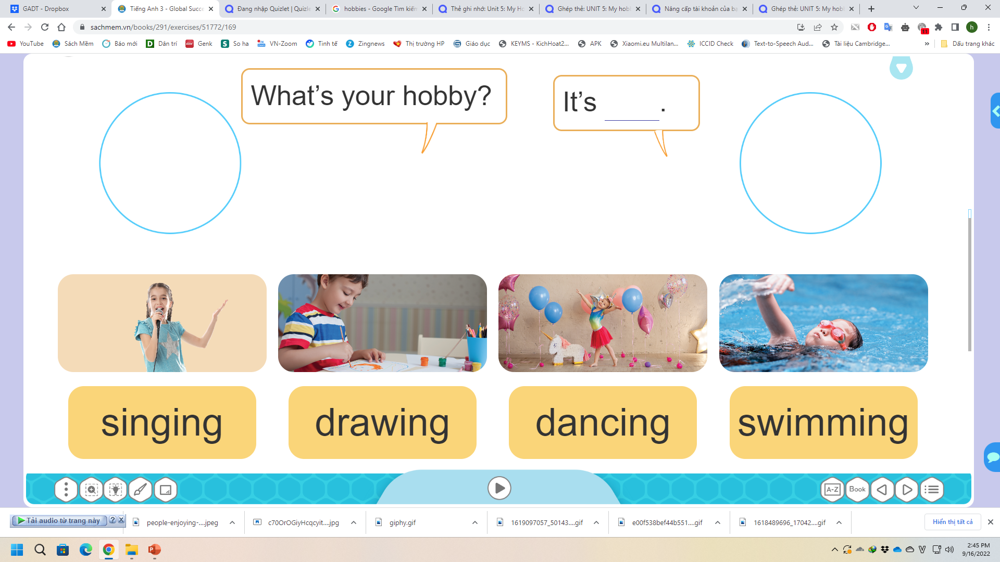 GADT - Dropbox
Tiếng Anh 3 - Global Succe
Đang nhập Quizlet | Quizle
hobbies - Google Tìm kiếm
Thẻ ghi nhớ: Unit 5: My Ho
Ghép thẻ: UNIT 5: My hob
Nâng cấp tài khoản của bạ
Ghép thẻ: UNIT 5: My hob
sachmem.vn/books/291/exercises/51772/169
11
h
YouTube
Sách Mềm
Báo mới
Dân trí
Genk
So ha
VN-Zoom
Tinh tế
Zingnews
Thị trường HP
Giáo dục
KEYMS - KichHoat2...
APK
Xiaomi.eu Multilan...
ICCID Check
Text-to-Speech Aud...
Tài liệu Cambridge...
»
Dấu trang khác
What’s your hobby?
It’s ____.
singing
drawing
dancing
swimming
A-Z
Book
Tải audio từ trang này
?
people-enjoying-....jpeg
c70OrOGiyHcqcyit....jpg
giphy.gif
1619097057_50143....gif
e00f538bef44b551....gif
1618489696_17042....gif
Hiển thị tất cả
2:45 PM
9/16/2022